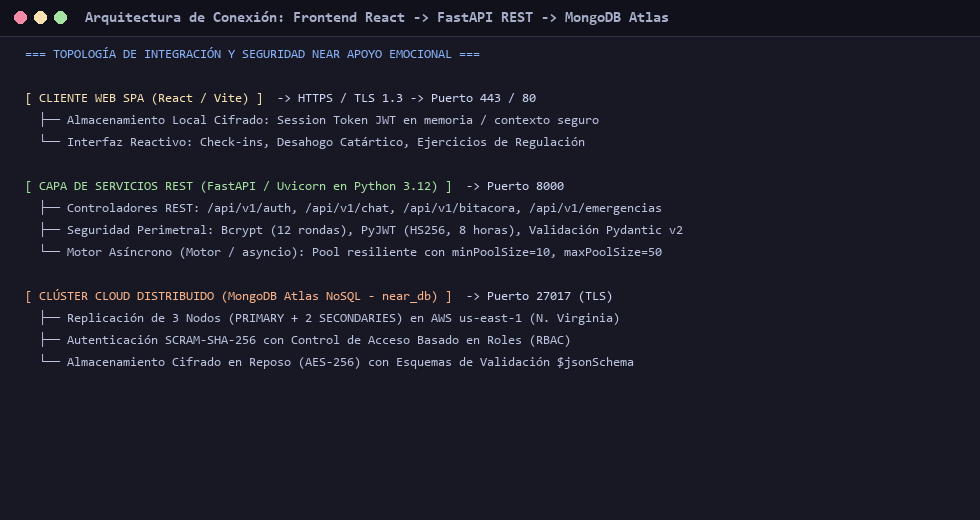 Arquitectura de Conexión: Frontend React -> FastAPI REST -> MongoDB Atlas
=== TOPOLOGÍA DE INTEGRACIÓN Y SEGURIDAD NEAR APOYO EMOCIONAL ===
[ CLIENTE WEB SPA (React / Vite) ]  -> HTTPS / TLS 1.3 -> Puerto 443 / 80
├── Almacenamiento Local Cifrado: Session Token JWT en memoria / contexto seguro
└── Interfaz Reactivo: Check-ins, Desahogo Catártico, Ejercicios de Regulación
[ CAPA DE SERVICIOS REST (FastAPI / Uvicorn en Python 3.12) ]  -> Puerto 8000
├── Controladores REST: /api/v1/auth, /api/v1/chat, /api/v1/bitacora, /api/v1/emergencias
├── Seguridad Perimetral: Bcrypt (12 rondas), PyJWT (HS256, 8 horas), Validación Pydantic v2
└── Motor Asíncrono (Motor / asyncio): Pool resiliente con minPoolSize=10, maxPoolSize=50
[ CLÚSTER CLOUD DISTRIBUIDO (MongoDB Atlas NoSQL - near_db) ]  -> Puerto 27017 (TLS)
├── Replicación de 3 Nodos (PRIMARY + 2 SECONDARIES) en AWS us-east-1 (N. Virginia)
├── Autenticación SCRAM-SHA-256 con Control de Acceso Basado en Roles (RBAC)
└── Almacenamiento Cifrado en Reposo (AES-256) con Esquemas de Validación $jsonSchema